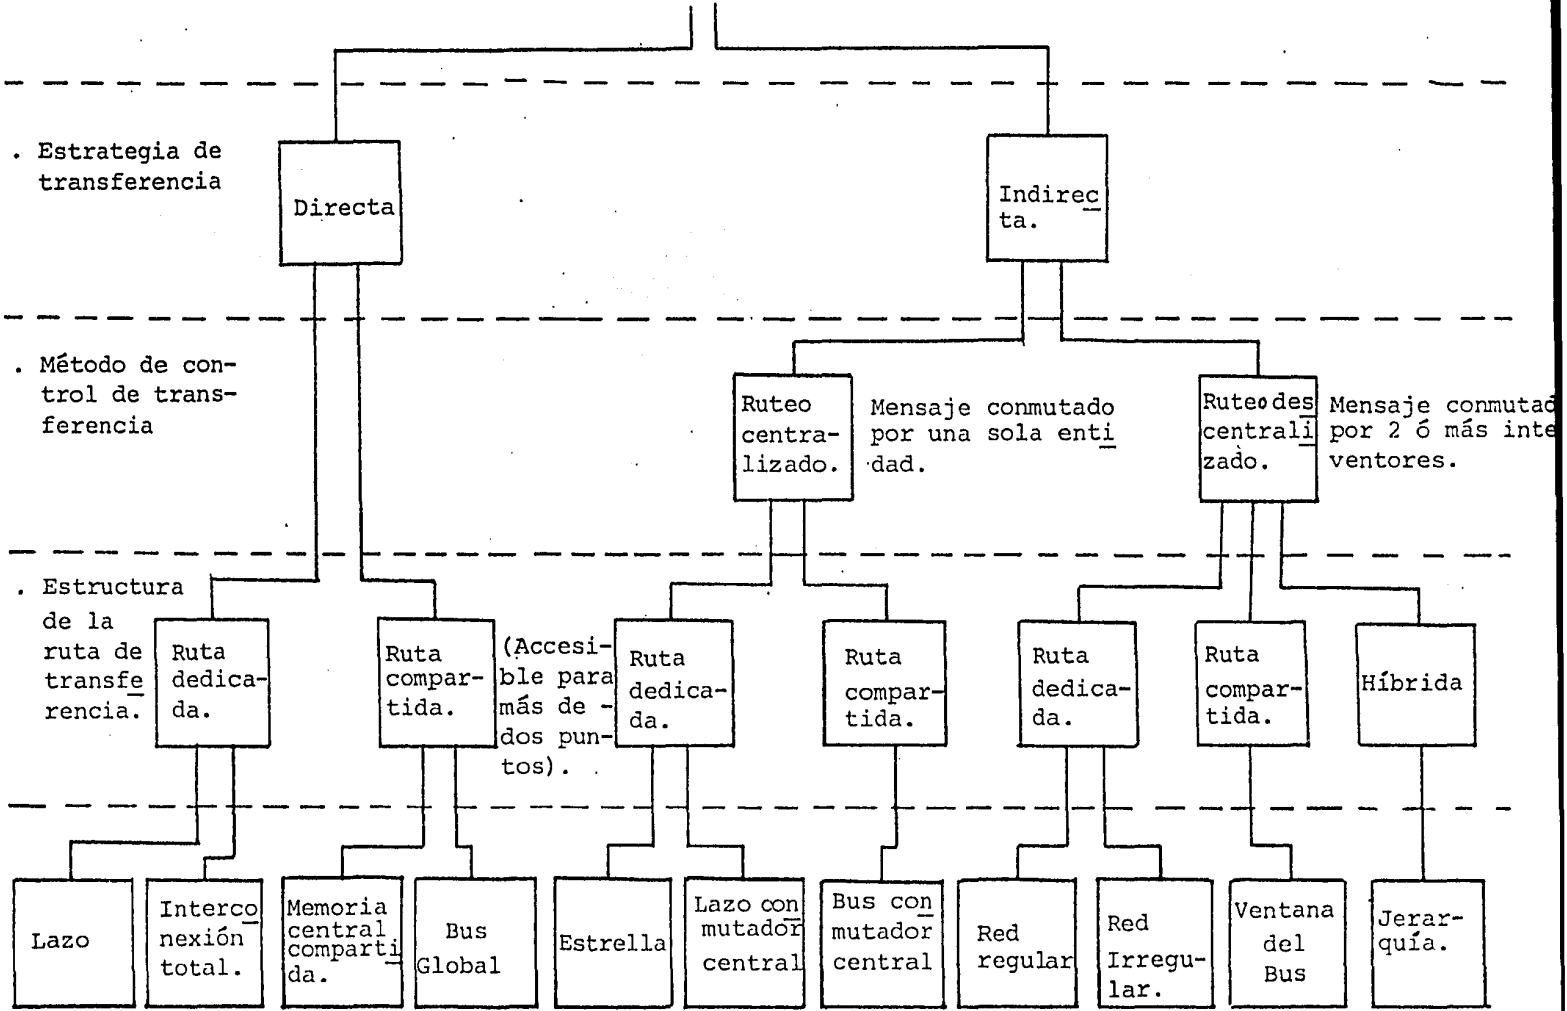 . Estrategia de
transferencia
Directa
Indirec
ta.
. Método de con-
trol de trans-
ferencia
Ruteo
centra-
lizado.
Mensaje conmutado
por una sola enti
dad.
Ruteo des
centrali
zado.
Mensaje conmutad
por 2 ó más inte
ventores.
. Estructura
de la
ruta de
transfe
rencia.
Ruta
dedica-
da.
Ruta
compar-
tida.
(Accesi-
ble para
más de -
dos pun-
tos).
Ruta
dedica-
da.
Ruta
compar-
tida.
Ruta
dedica-
da.
Ruta
compar-
tida.
Híbrida
Lazo
Interco
nexión
total.
Memoria
central
comparti
da.
Bus
Global
Estrella
Lazo con
mutador
central
Bus con
mutador
central
Red
regular
Red
Irregu-
lar.
Ventana
del
Bus
Jerar-
quía.